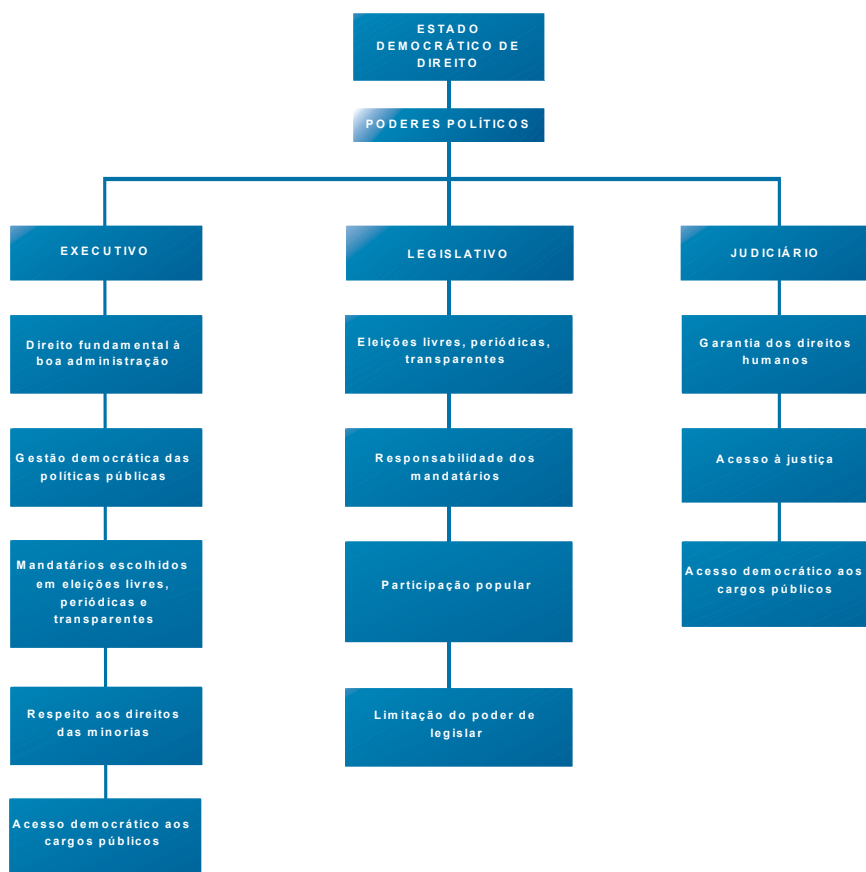 ESTADO
DEMOCRÁTICO DE
DIREITO
PODERES POLÍTICOS
EXECUTIVO
Direito fundamental à
boa administração
Gestão democrática das
políticas públicas
Mandatários escolhidos
em eleições livres,
periódicas e
transparentes
Respeito aos direitos
das minorias
Acesso democrático aos
cargos públicos
LEGISLATIVO
Eleições livres, periódicas,
transparentes
Responsabilidade dos
mandatários
Participação popular
Limitação do poder de
legislar
JUDICIÁRIO
Garantia dos direitos
humanos
Acesso à justiça
Acesso democrático aos
cargos públicos